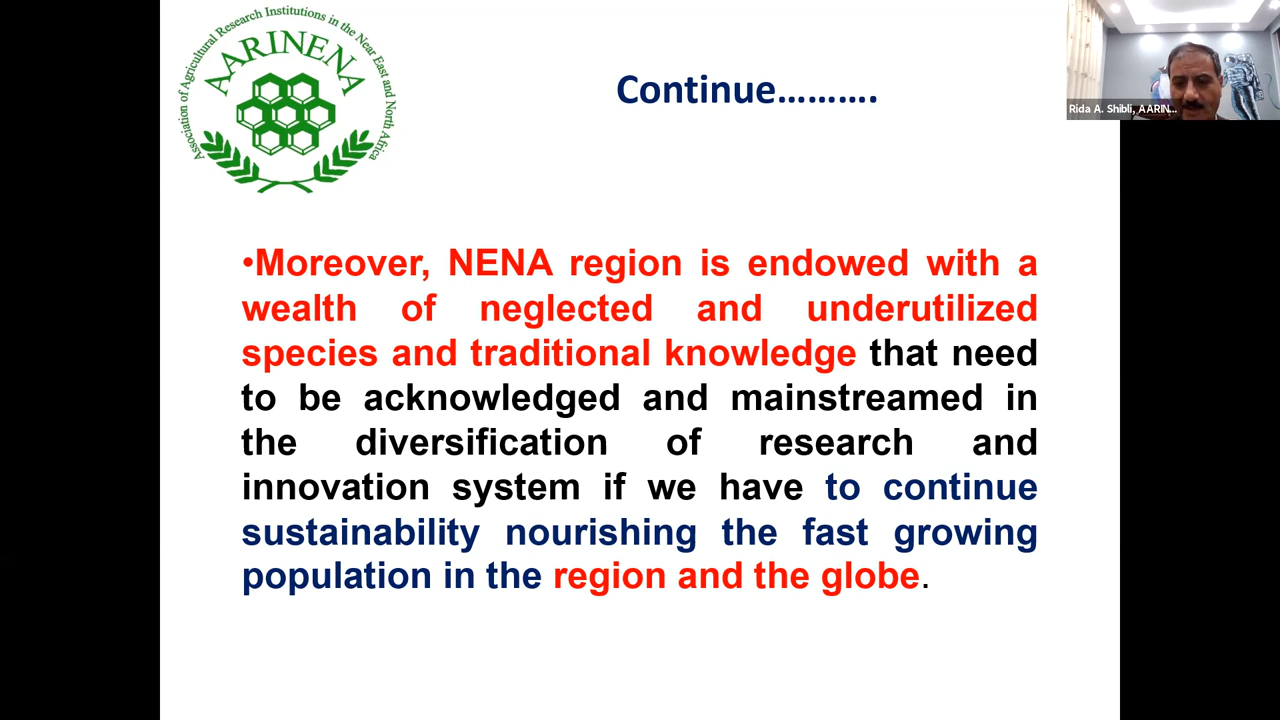 Association of Agricultural Research Institutions in the Near East and North Africa
AARINENA
Continue……….
Rida A. Shibli, AARIN...
•Moreover, NENA region is endowed with a
wealth of neglected and underutilized
species and traditional knowledge that need
to be acknowledged and mainstreamed in
the diversification of research and
innovation system if we have to continue
sustainability nourishing the fast growing
population in the region and the globe.